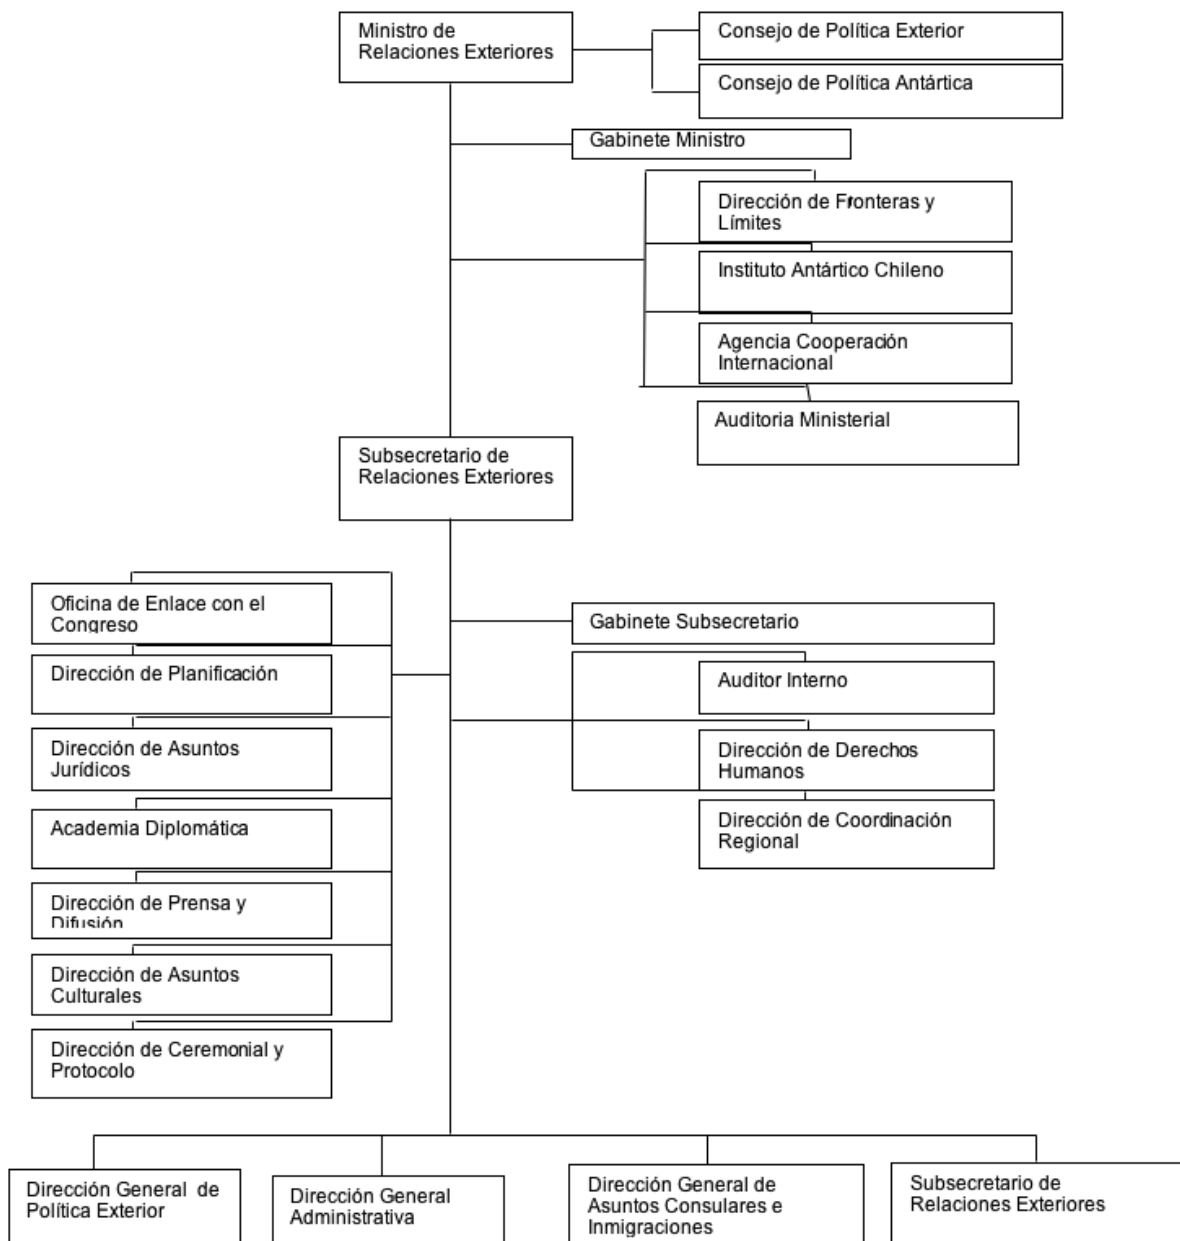 Ministro de
Relaciones Exteriores
Consejo de Política Exterior
Consejo de Política Antártica
Gabinete Ministro
Dirección de Fronteras y
Límites
Instituto Antártico Chileno
Agencia Cooperación
Internacional
Auditoria Ministerial
Subsecretario de
Relaciones Exteriores
Oficina de Enlace con el
Congreso
Dirección de Planificación
Dirección de Asuntos
Jurídicos
Academia Diplomática
Dirección de Prensa y
Difusión
Dirección de Asuntos
Culturales
Dirección de Ceremonial y
Protocolo
Gabinete Subsecretario
Auditor Interno
Dirección de Derechos
Humanos
Dirección de Coordinación
Regional
Dirección General de
Política Exterior
Dirección General
Administrativa
Dirección General de
Asuntos Consulares e
Inmigraciones
Subsecretario de
Relaciones Exteriores